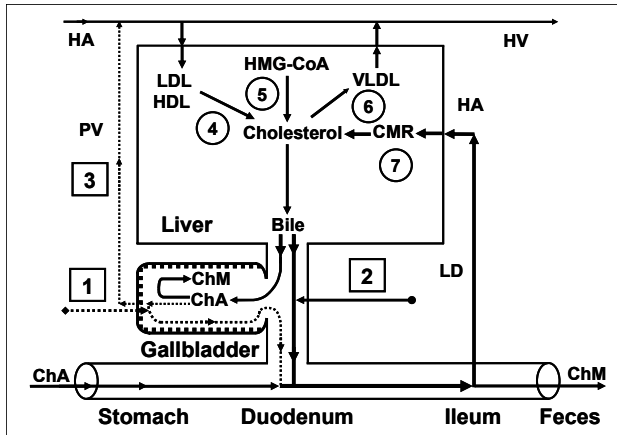 HA
HV
HMG-CoA
LDL
HDL
5
VLDL
6
HA
PV
4
Cholesterol
CMR
7
3
Liver
Bile
1
ChM
2
LD
ChA
Gallbladder
ChA
ChM
Stomach
Duodenum
Ileum
Feces